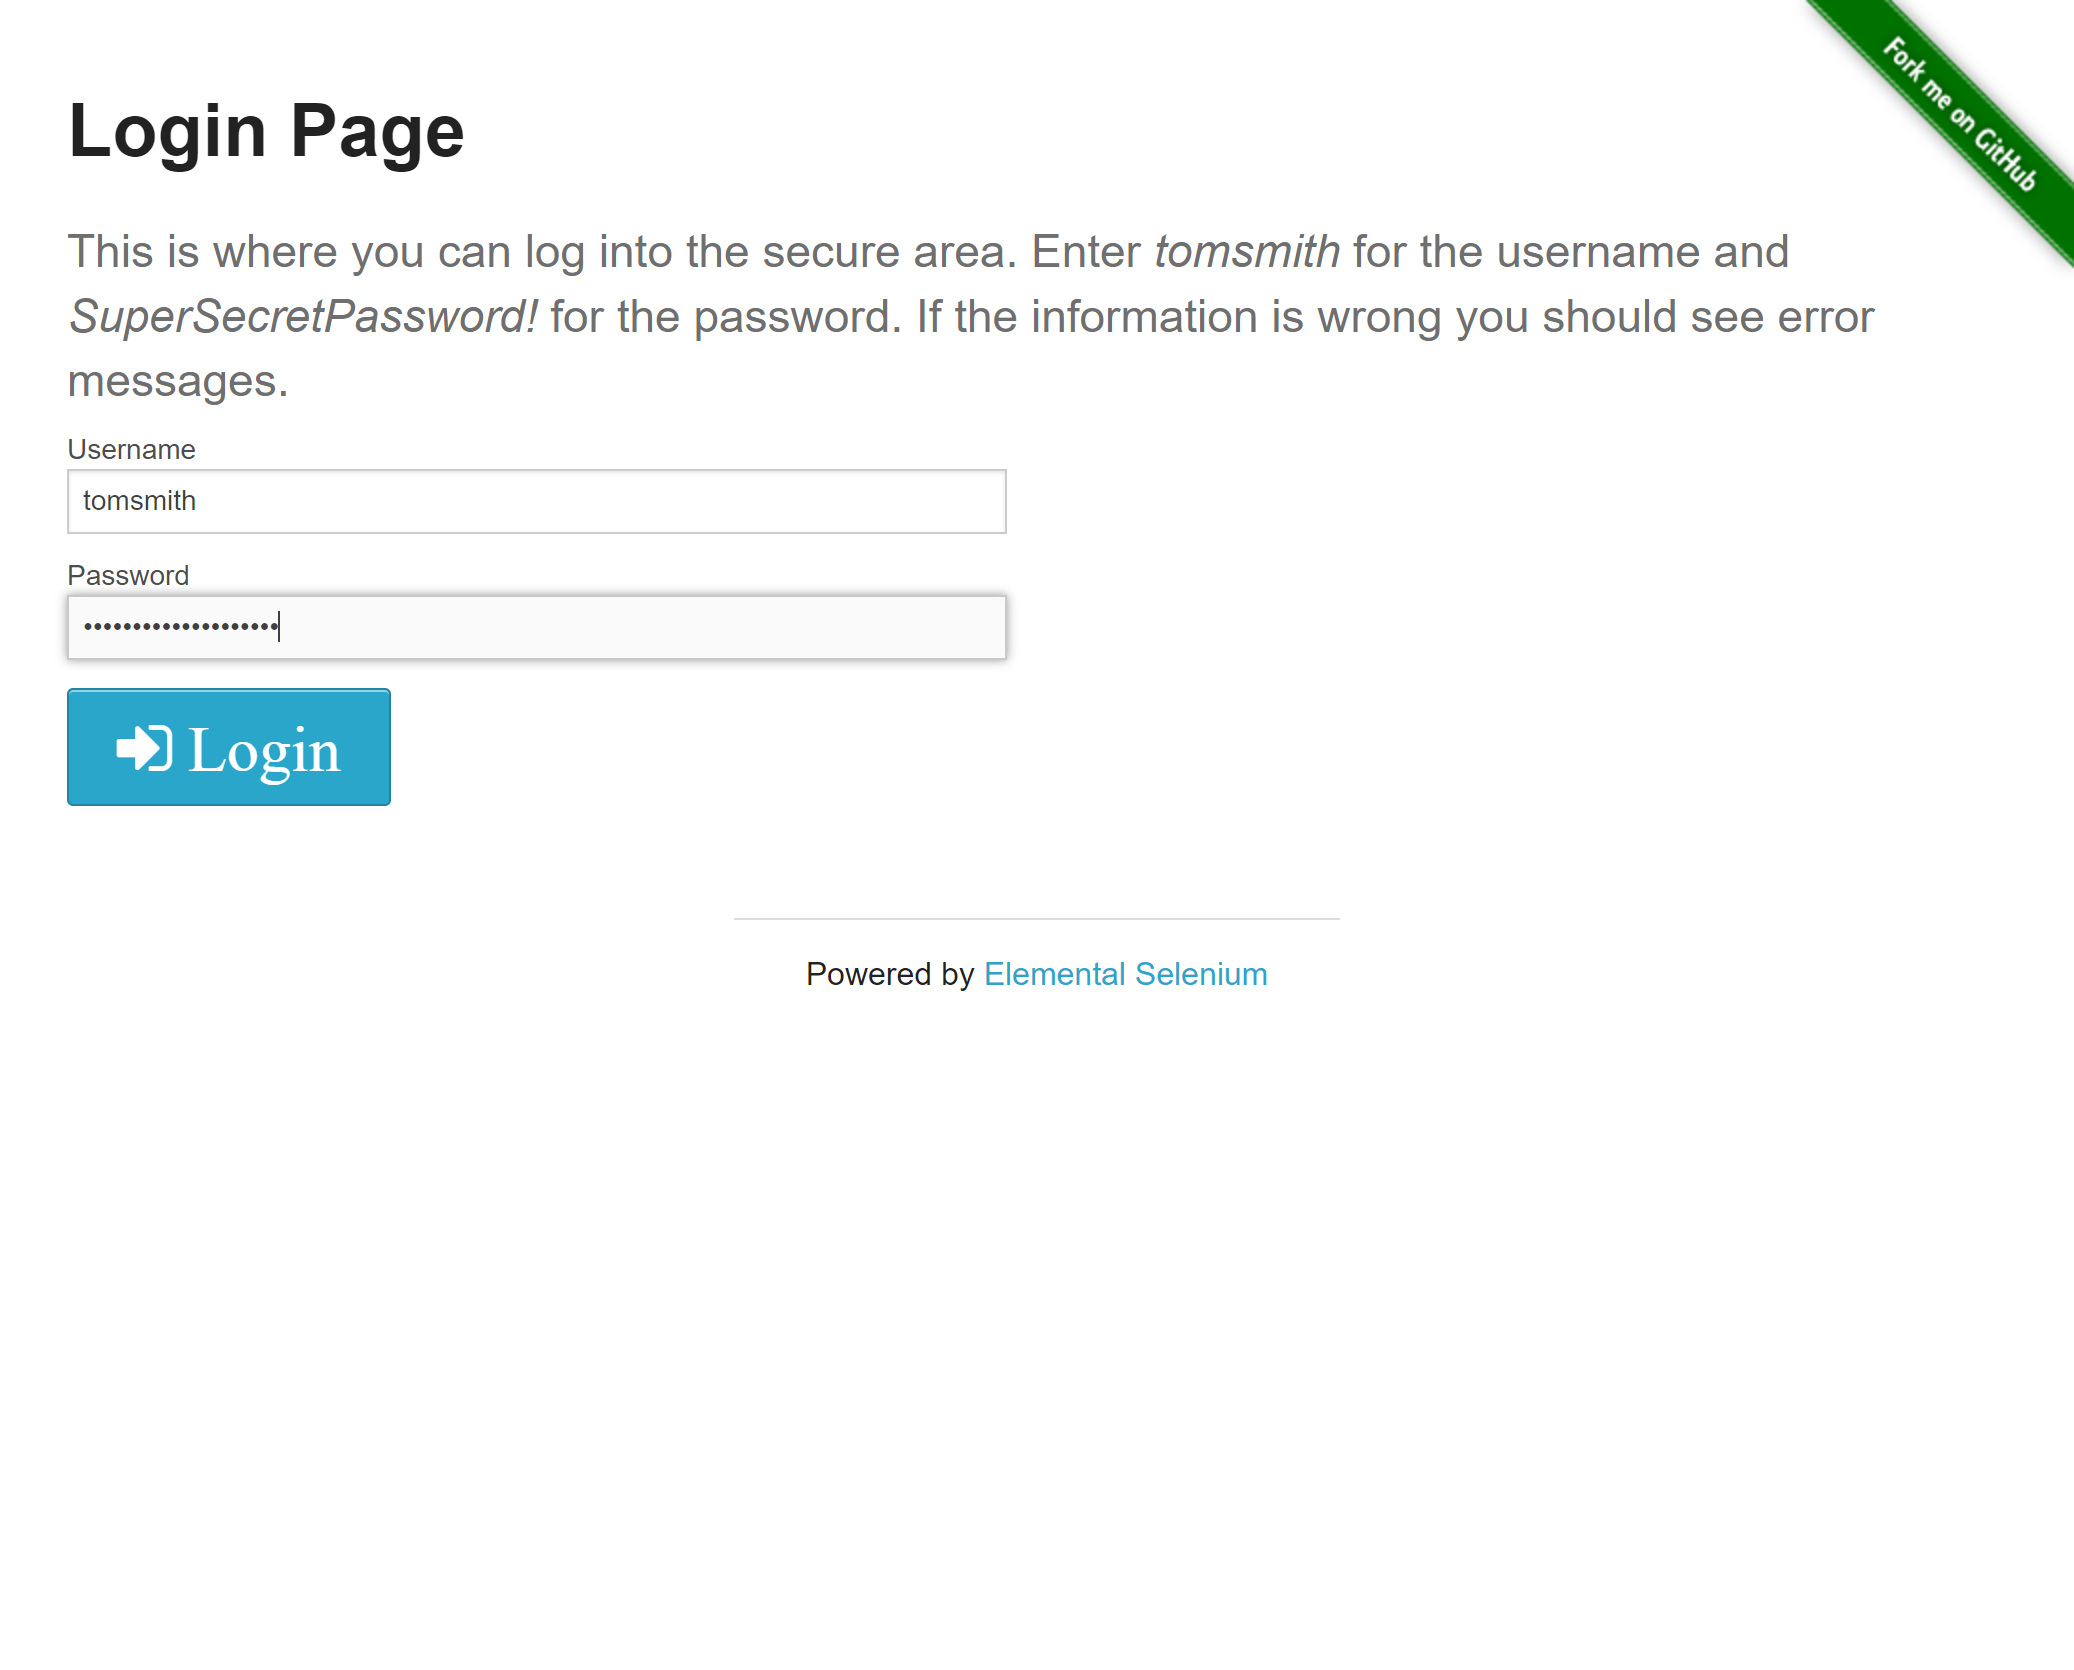 Fork me on GitHub
Login Page
This is where you can log into the secure area. Enter tomsmith for the username and
SuperSecretPassword! for the password. If the information is wrong you should see error
messages.
Username
tomsmith
Password
••••••••••••••••••••
Login
Powered by Elemental Selenium